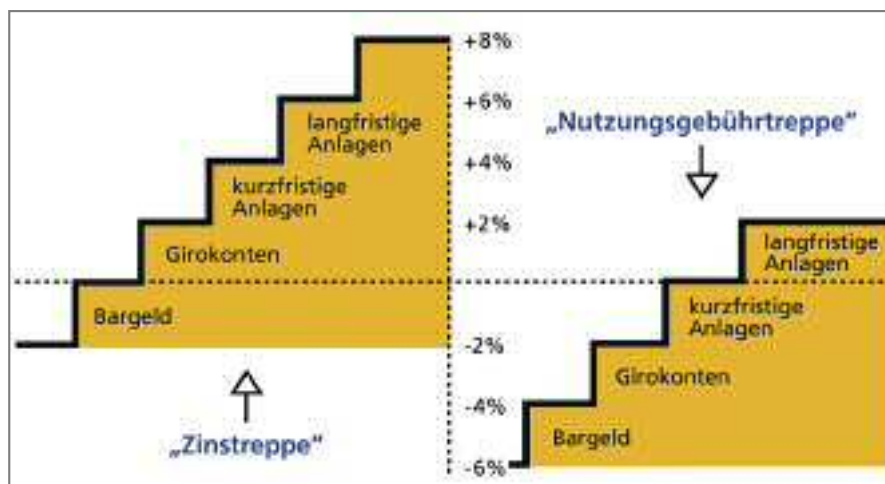 +8%
+6%
langfristige
Anlagen
+4%
kurzfristige
Anlagen
+2%
Girokonten
Bargeld
-2%
„Zinstreppe“
-4%
-6%
„Nutzungsgebührtreppe“
langfristige
Anlagen
kurzfristige
Anlagen
Girokonten
Bargeld